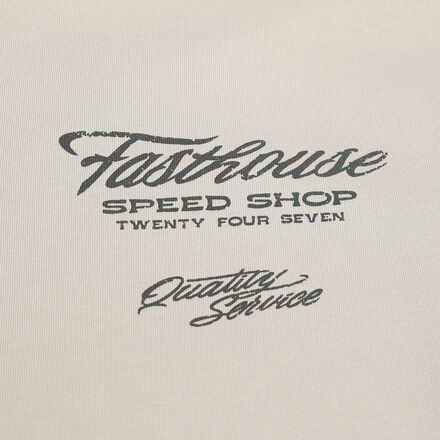 Fasthouse
SPEED SHOP
TWENTY FOUR SEVEN
Quality
Service